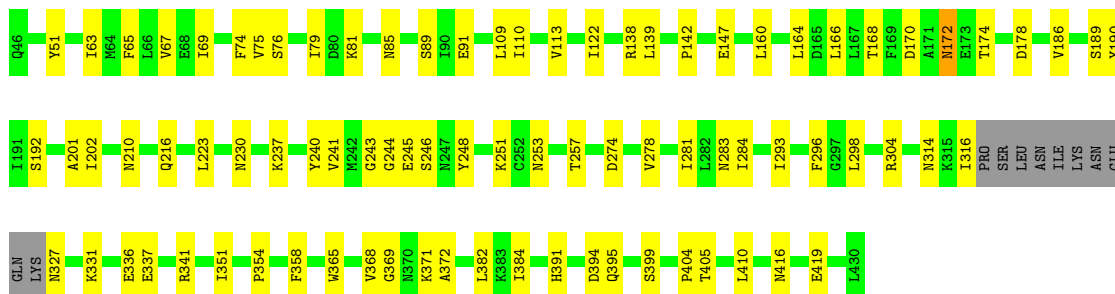 Q46 Y51 I63 M64 F65 L66 V67 E68 I69 F74 V75 S76 I79 D80 K81 N85 S89 I90 E91 L109 I110 V113 I122 R138 L139 P142 E147 L160 L164 D165 L166 L167 T168 F169 D170 A171 N172 E173 T174 D178 V186 S189 Y190
I191 S192 A201 I202 N210 Q216 L223 N230 K237 Y240 V241 M242 G243 G244 E245 S246 N247 Y248 K251 C252 N253 T257 D274 V278 I281 L282 N283 I284 I293 F296 G297 L298 R304 N314 K315 I316 PRO SER LEU ASN ILE LYS ASN GLU
GLN LYS N327 K331 E336 E337 R341 I351 P354 F358 W365 V368 G369 N370 K371 A372 L382 K383 I384 H391 D394 Q395 S399 P404 T405 L410 N416 E419 L430